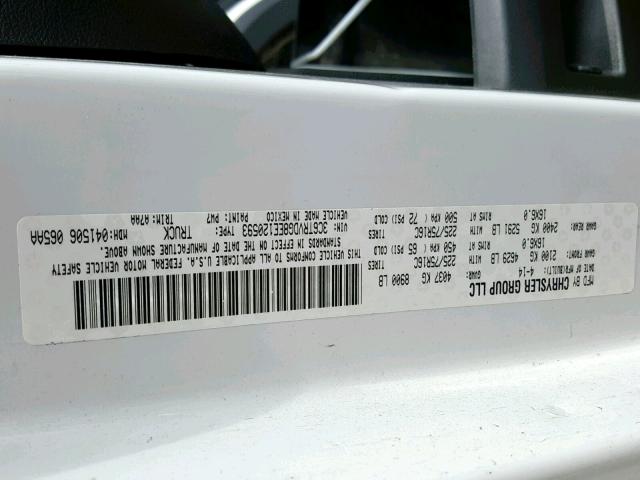 MFD BY CHRYSLER GROUP LLC
DATE OF MFR(BUILT): 4-14 GVWR: 4037 KG 8900 LB
GAWR FRONT: 2100 KG 4629 LB WITH TIRES
16X6.0 RIMS AT 450 KPA( 65 PSI) COLD 225/75R16C
GAWR REAR: 2400 KG 5291 LB WITH TIRES
16X6.0 RIMS AT 500 KPA( 72 PSI) COLD 225/75R16C
THIS VEHICLE CONFORMS TO ALL APPLICABLE U.S.A. FEDERAL MOTOR VEHICLE SAFETY
STANDARDS IN EFFECT ON THE DATE OF MANUFACTURE SHOWN ABOVE.
VIN: 3C6TRVDG8EE120593 TYPE: TRUCK MDH:041506 065AA
VEHICLE MADE IN MEXICO PAINT: PW7 TRIM: A7AA